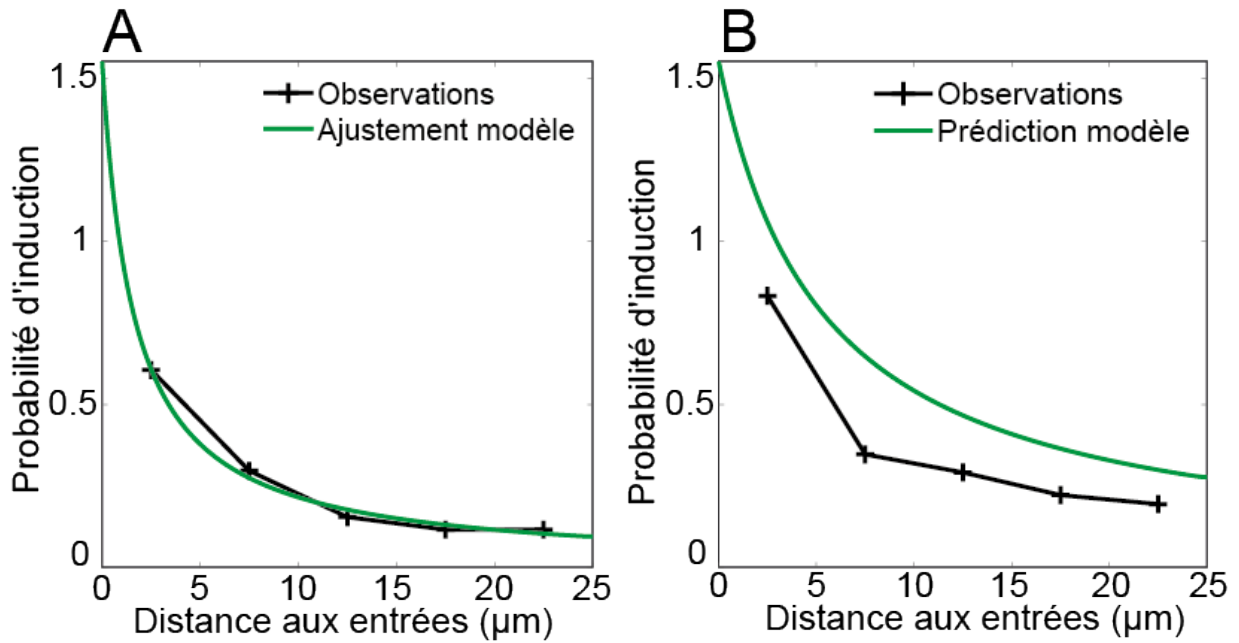 A
1.5
1
0.5
0
0 5 10 15 20 25
Probabilité d'induction
Distance aux entrées (µm)
Observations
Ajustement modèle
B
1.5
1
0.5
0
0 5 10 15 20 25
Probabilité d'induction
Distance aux entrées (µm)
Observations
Prédiction modèle